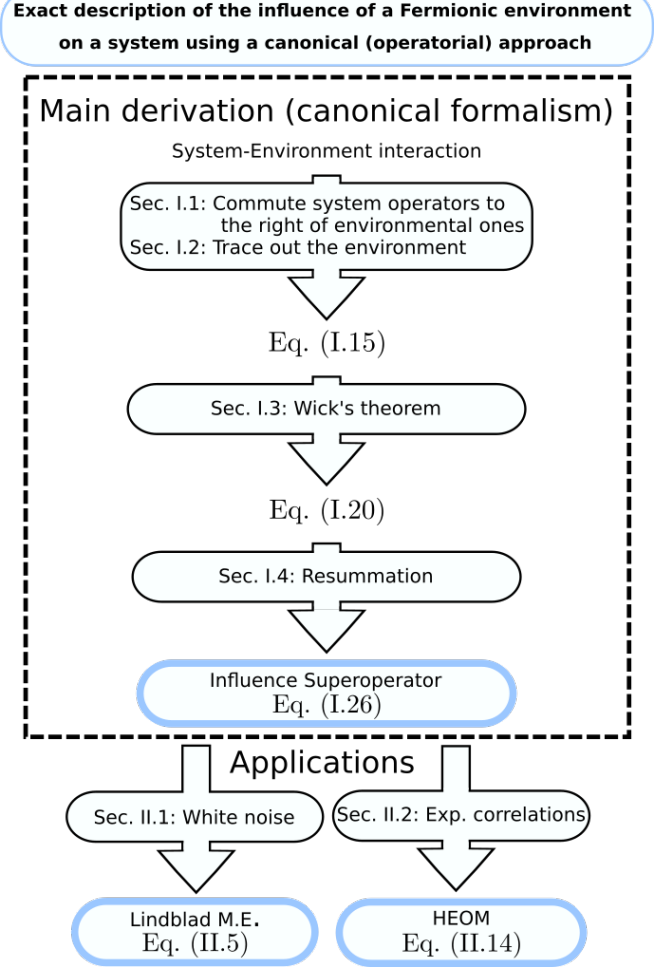 Exact description of the influence of a Fermionic environment
on a system using a canonical (operatorial) approach
Main derivation (canonical formalism)
System-Environment interaction
Sec. I.1: Commute system operators to
the right of environmental ones
Sec. I.2: Trace out the environment
Eq. (I.15)
Sec. I.3: Wick's theorem
Eq. (I.20)
Sec. I.4: Resummation
Influence Superoperator
Eq. (I.26)
Applications
Sec. II.1: White noise
Sec. II.2: Exp. correlations
Lindblad M.E.
Eq. (II.5)
HEOM
Eq. (II.14)